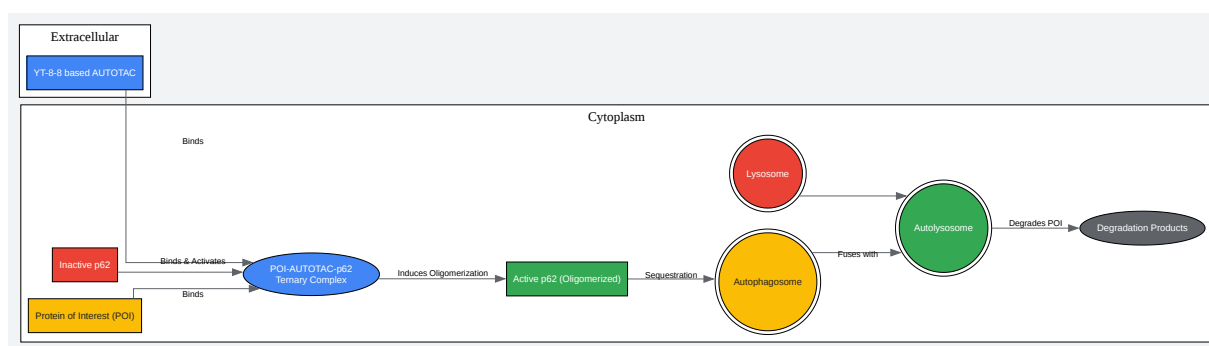 Extracellular
YT-8-8 based AUTOTAC
Cytoplasm
Binds
Lysosome
Inactive p62
Binds & Activates
POI-AUTOTAC-p62
Ternary Complex
Protein of Interest (POI)
Binds
Induces Oligomerization
Active p62 (Oligomerized)
Sequestration
Autophagosome
Fuses with
Autolysosome
Degrades POI
Degradation Products